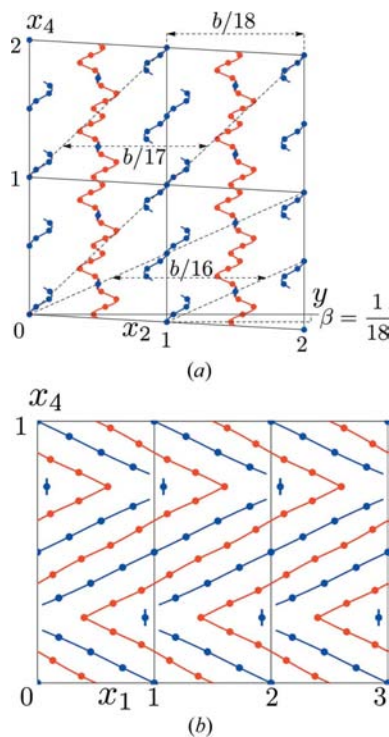 x₄
b/18
2
b/17
1
b/16
y
0
x₂
1
2
β = 1/18
(a)
x₄
1
0
x₁
1
2
3
(b)